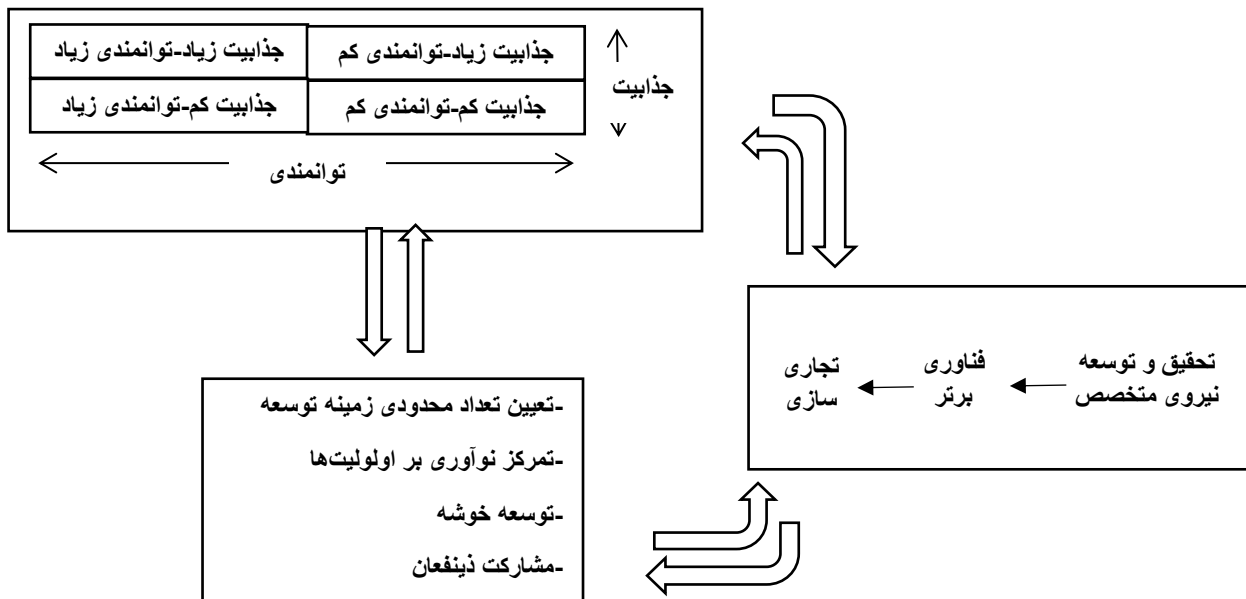 جذابیت زیاد-توانمندی کم
جذابیت زیاد-توانمندی زیاد
جذابیت کم-توانمندی کم
جذابیت کم-توانمندی زیاد
جذابیت
توانمندی
تحقیق و توسعه
نیروی متخصص
فناوری
برتر
تجاری
سازی
-تعیین تعداد محدودی زمینه توسعه
-تمرکز نوآوری بر اولولیت‌ها
-توسعه خوشه
-مشارکت ذینفعان